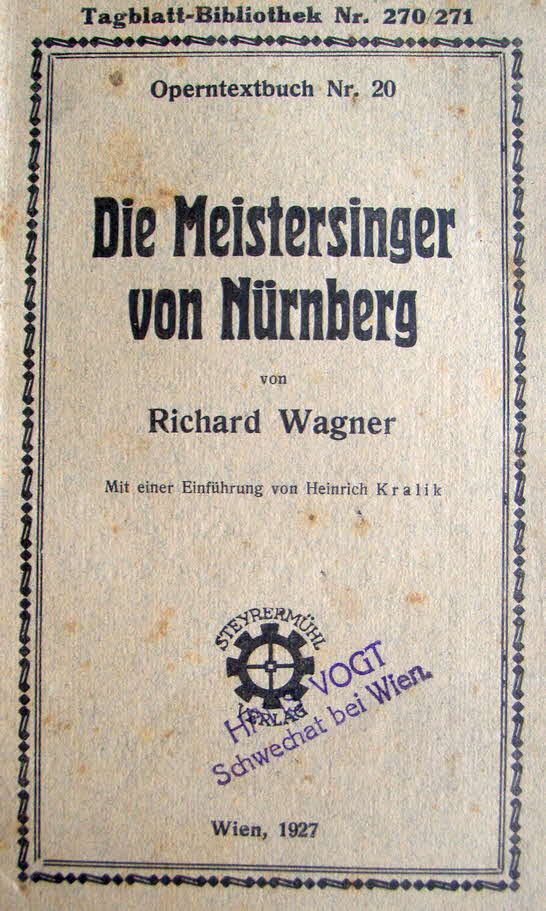 Tagblatt-Bibliothek Nr. 270/271
Operntextbuch Nr. 20
Die Meistersinger
von Nürnberg
von
Richard Wagner
Mit einer Einführung von Heinrich Kralik
STEYRERMÜHL
VERLAG
VOGT
Schwechat bei Wien.
Wien, 1927